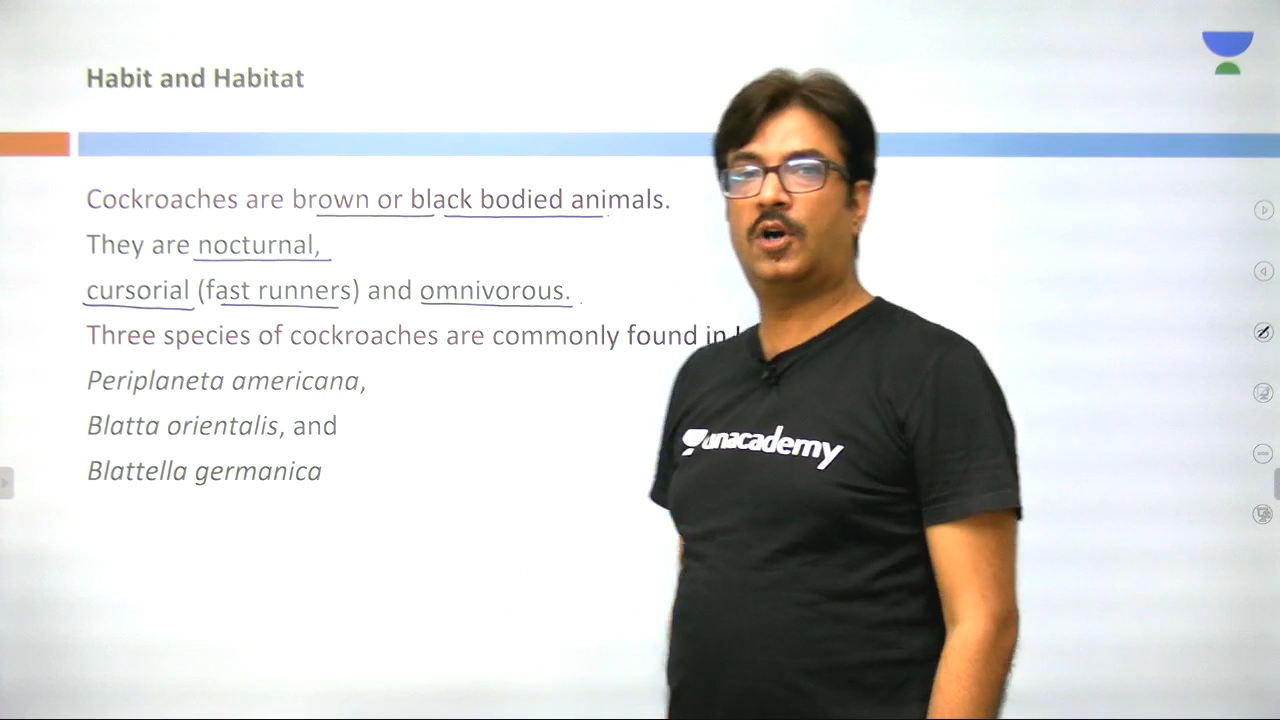 Habit and Habitat
Cockroaches are brown or black bodied animals.
They are nocturnal,
cursorial (fast runners) and omnivorous.
Three species of cockroaches are commonly found in
Periplaneta americana,
Blatta orientalis, and
Blattella germanica
unacademy